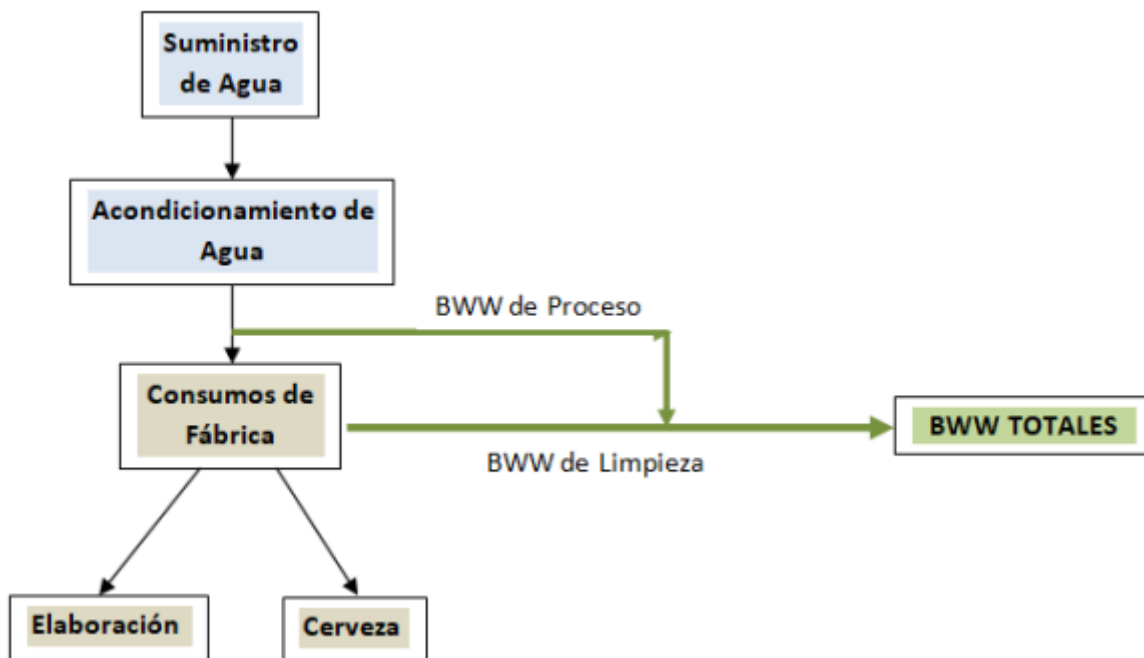 Suministro
de Agua
Acondicionamiento de
Agua
BWW de Proceso
Consumos de
Fábrica
BWW TOTALES
BWW de Limpieza
Elaboración
Cerveza